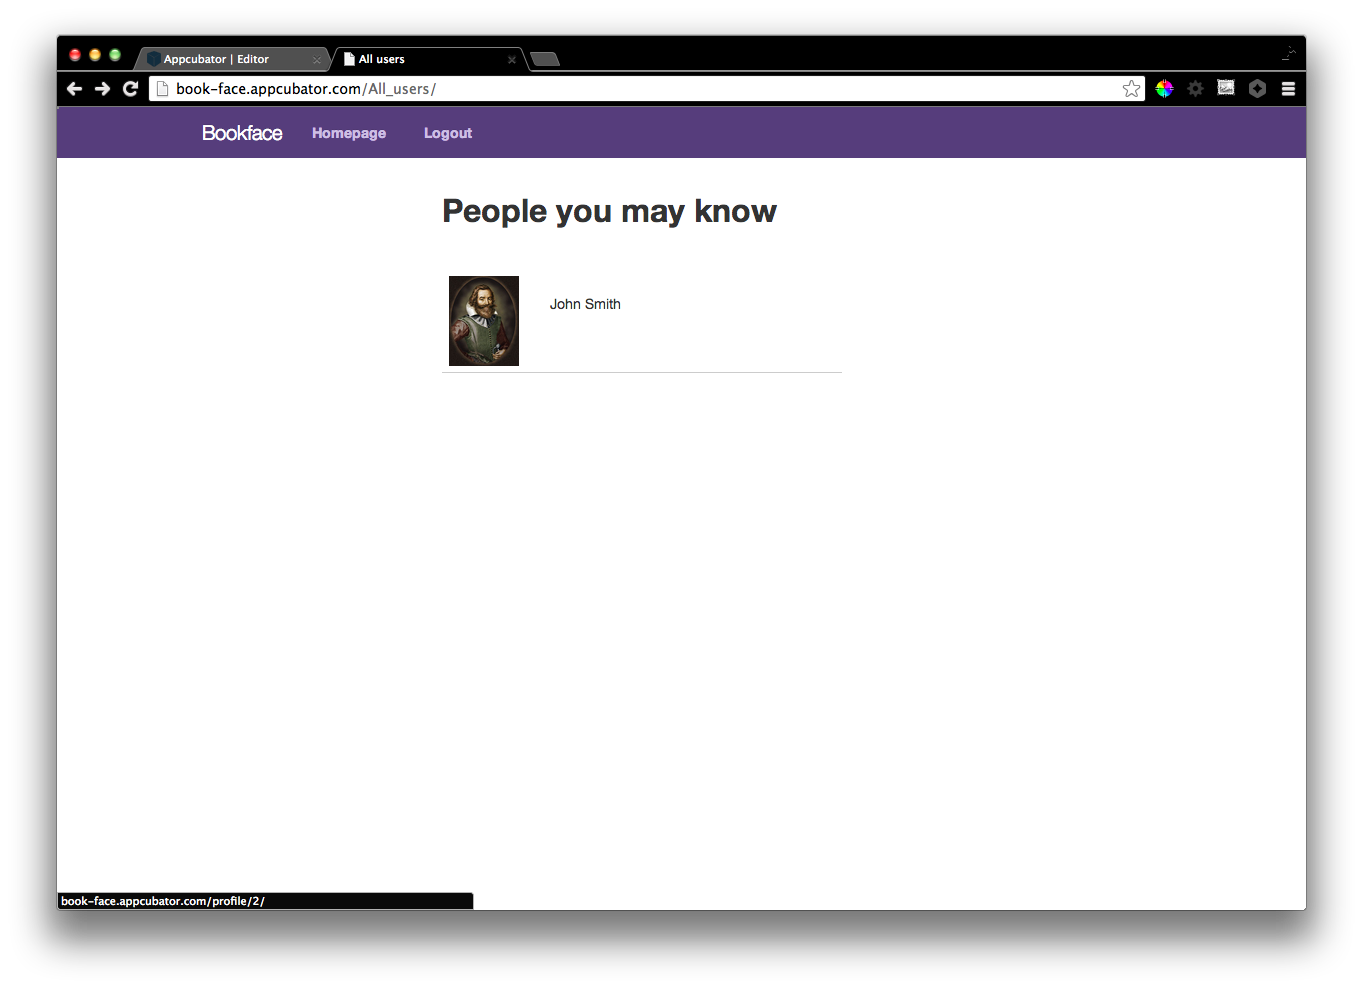 Appcubator | Editor
All users
book-face.appcubator.com/All_users/
Bookface
Homepage
Logout
People you may know
John Smith
book-face.appcubator.com/profile/2/